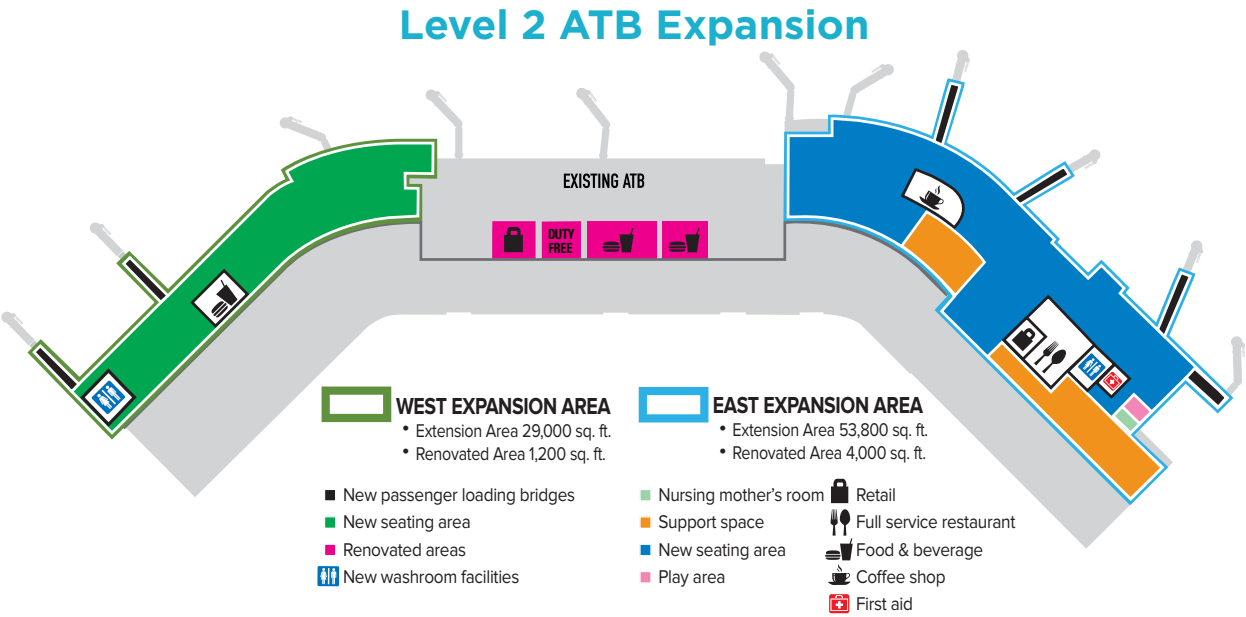 Level 2 ATB Expansion
EXISTING ATB
DUTY
FREE
WEST EXPANSION AREA
• Extension Area 29,000 sq. ft.
• Renovated Area 1,200 sq. ft.
EAST EXPANSION AREA
• Extension Area 53,800 sq. ft.
• Renovated Area 4,000 sq. ft.
New passenger loading bridges
New seating area
Renovated areas
New washroom facilities
Nursing mother's room
Support space
New seating area
Play area
Retail
Full service restaurant
Food & beverage
Coffee shop
First aid